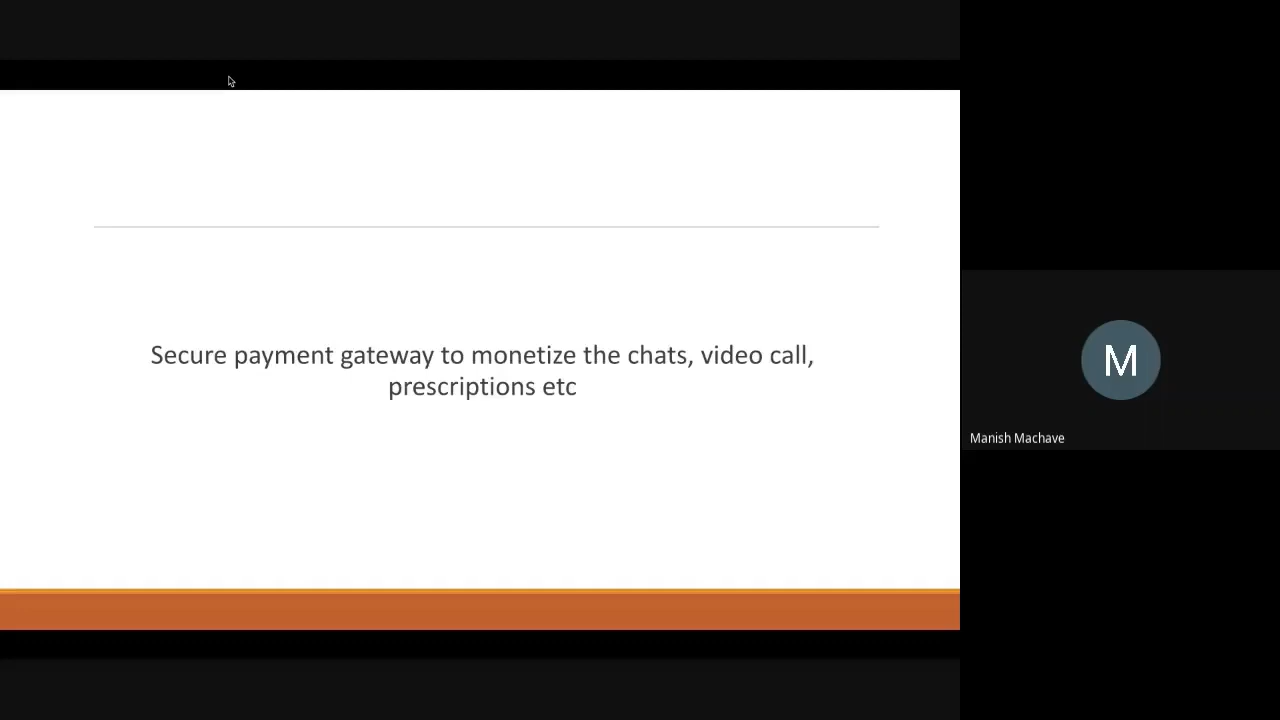 Secure payment gateway to monetize the chats, video call,
prescriptions etc
M
Manish Machave